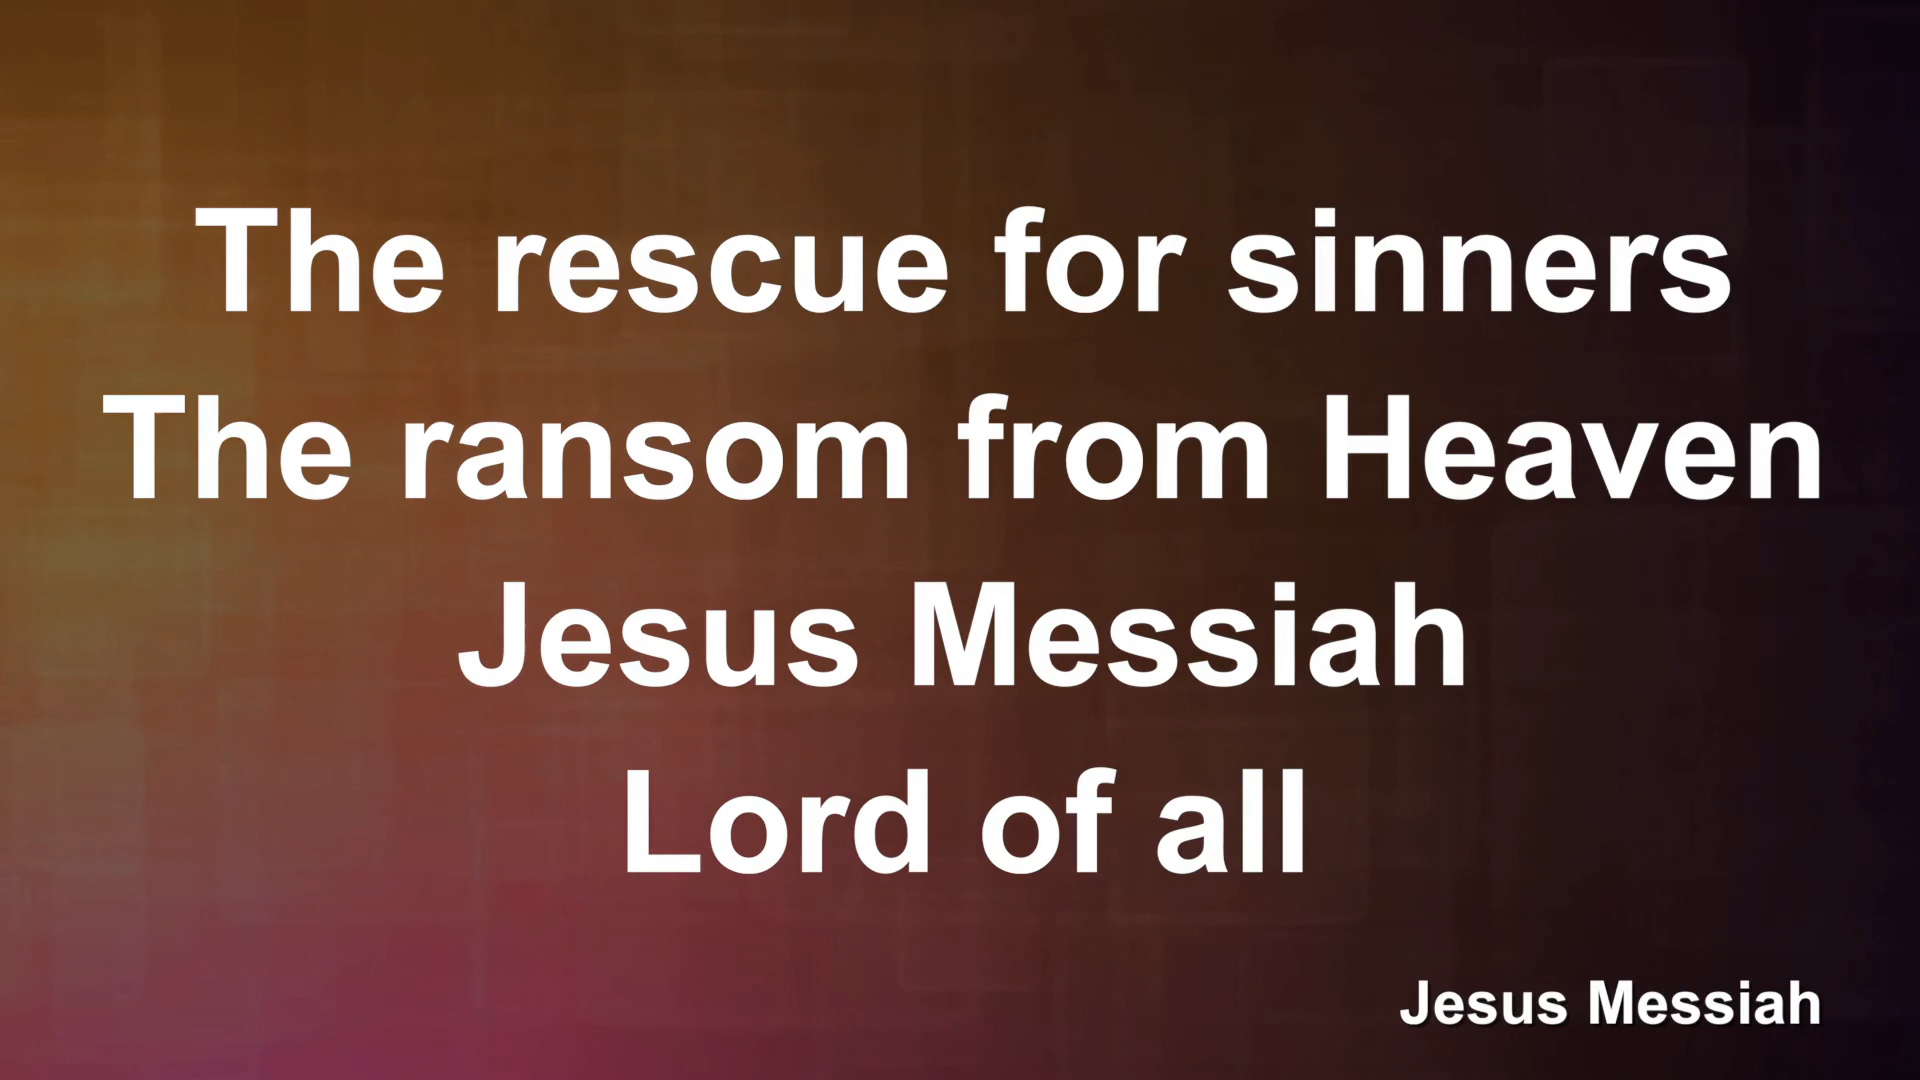 The rescue for sinners
The ransom from Heaven
Jesus Messiah
Lord of all
Jesus Messiah